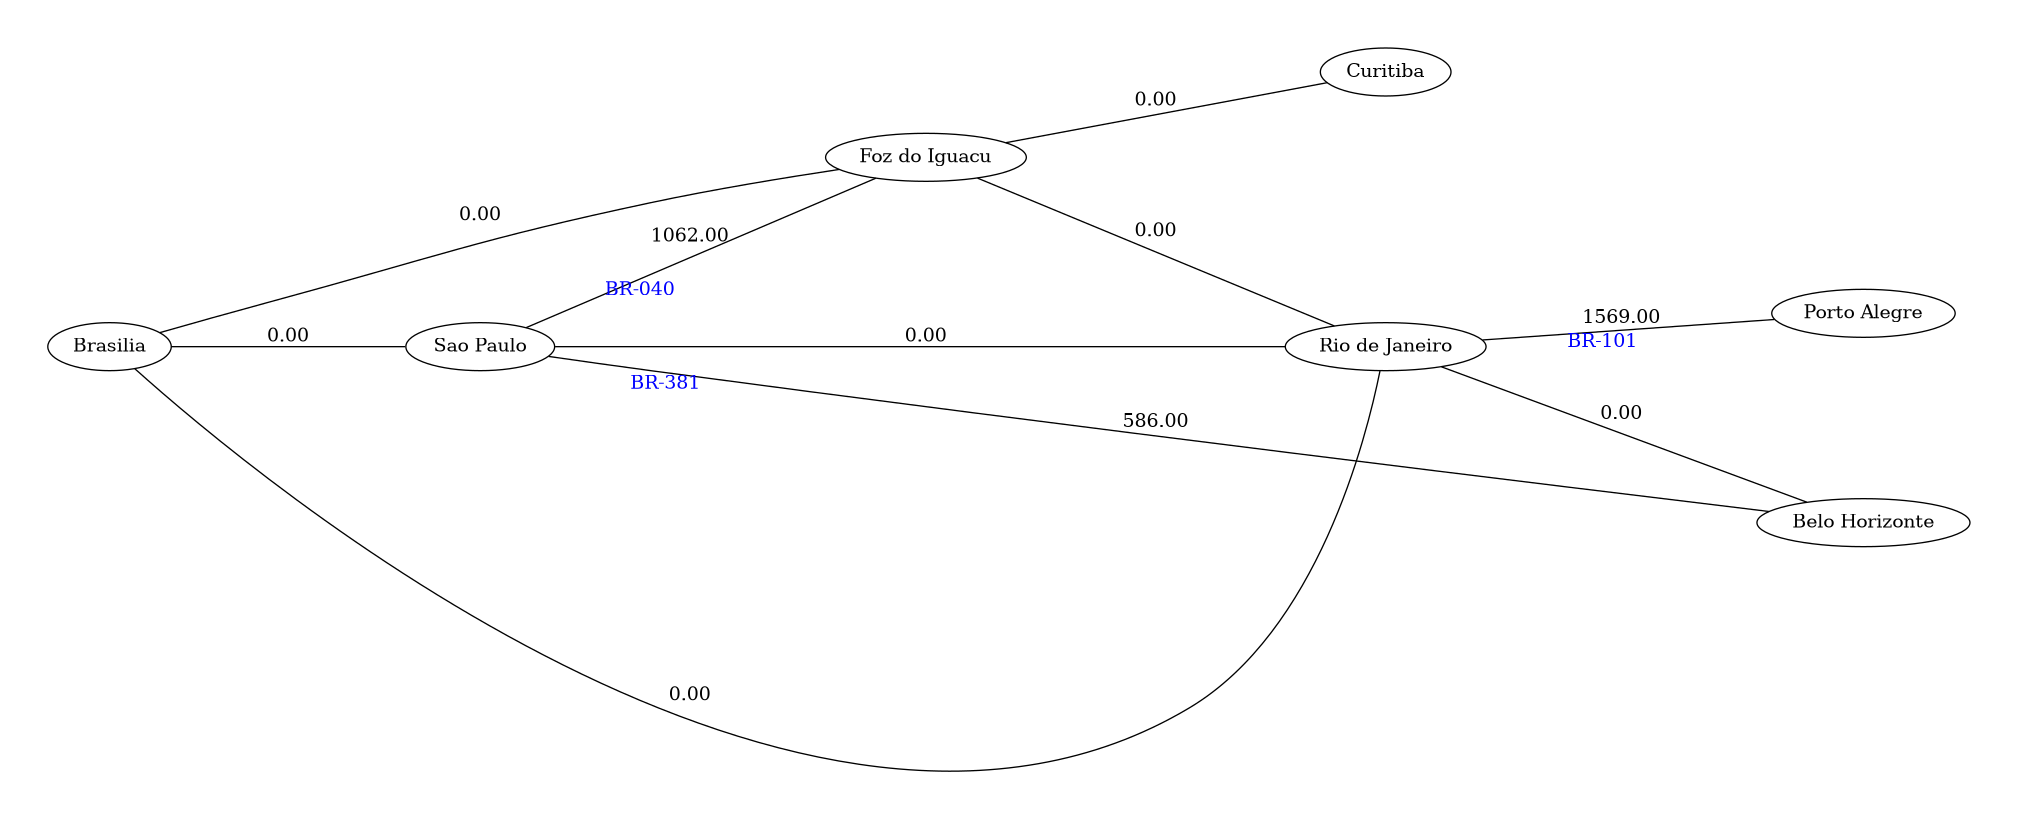 Curitiba
0.00
Foz do Iguacu
0.00
0.00
1062.00
BR-040
Porto Alegre
1569.00
BR-101
Brasilia
0.00
Sao Paulo
0.00
Rio de Janeiro
BR-381
586.00
0.00
Belo Horizonte
0.00